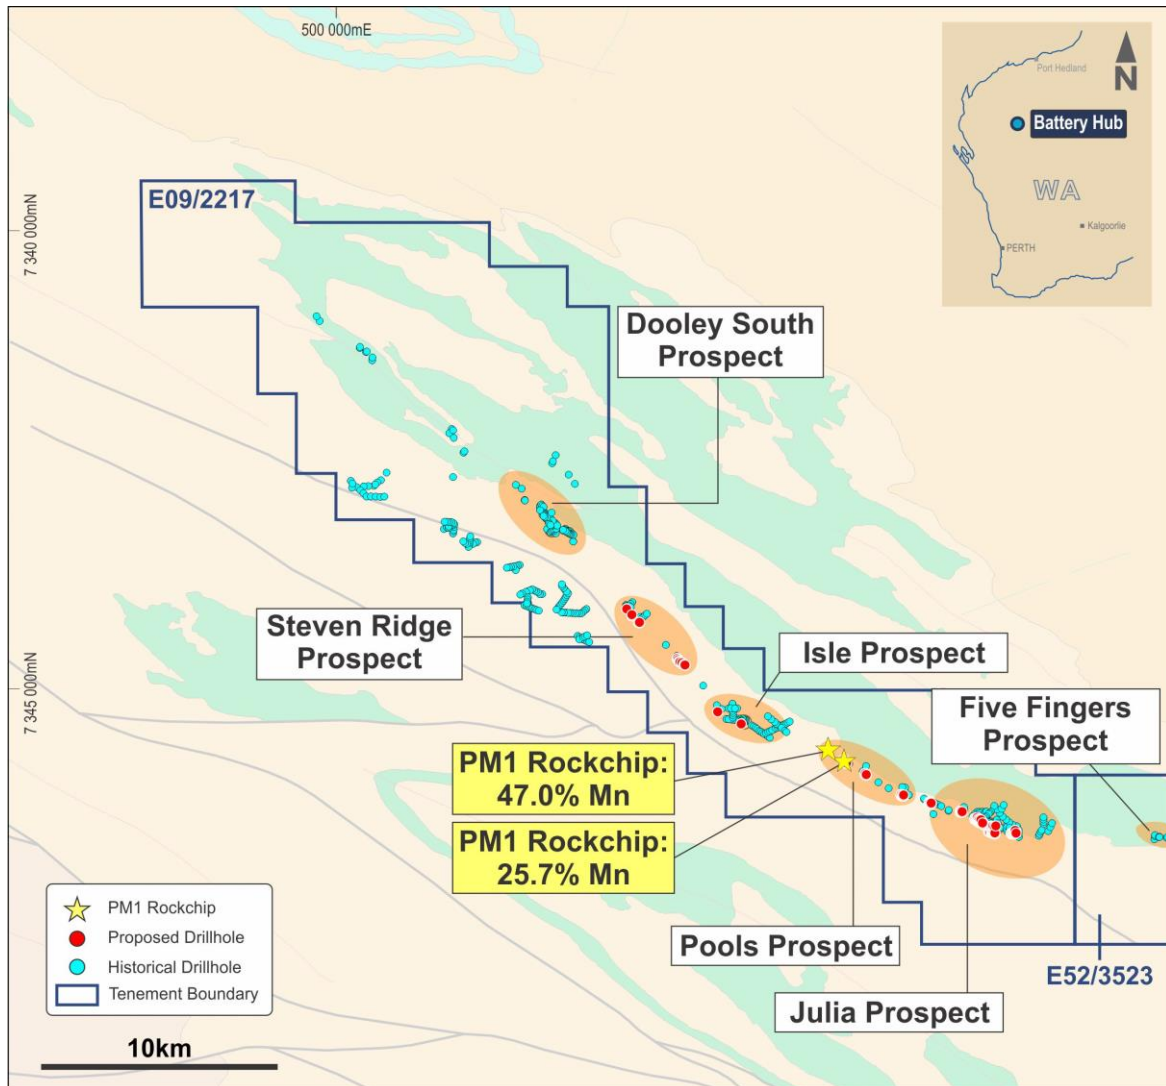 500 000mE
N
Port Hedland
Battery Hub
WA
Kalgoorlie
PERTH
E09/2217
7 340 000mN
Dooley South
Prospect
Steven Ridge
Prospect
Isle Prospect
7 345 000mN
Five Fingers
Prospect
PM1 Rockchip:
47.0% Mn
PM1 Rockchip:
25.7% Mn
Pools Prospect
E52/3523
Julia Prospect
PM1 Rockchip
Proposed Drillhole
Historical Drillhole
Tenement Boundary
10km